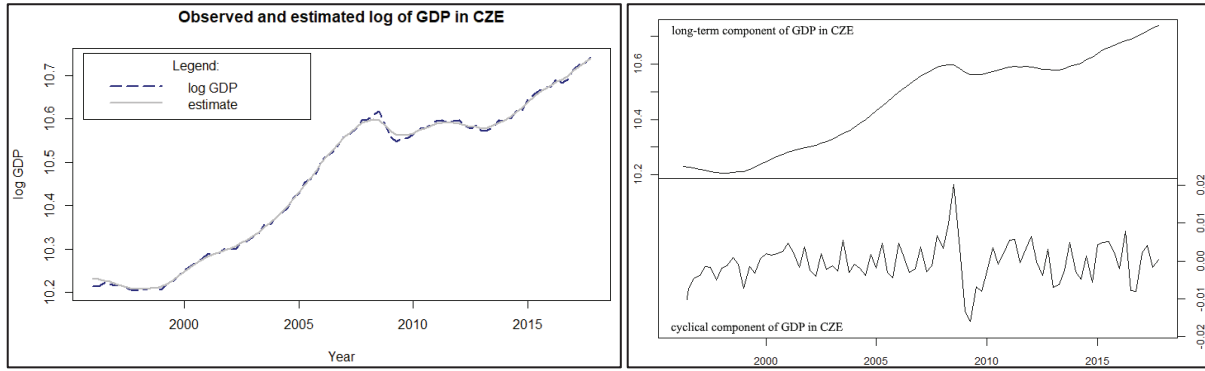 Observed and estimated log of GDP in CZE
Legend:
log GDP
estimate
log GDP
10.7
10.6
10.5
10.4
10.3
10.2
2000 2005 2010 2015
Year
long-term component of GDP in CZE
10.6
10.4
10.2
0.02
0.01
0.00
-0.01
-0.02
cyclical component of GDP in CZE
2000 2005 2010 2015